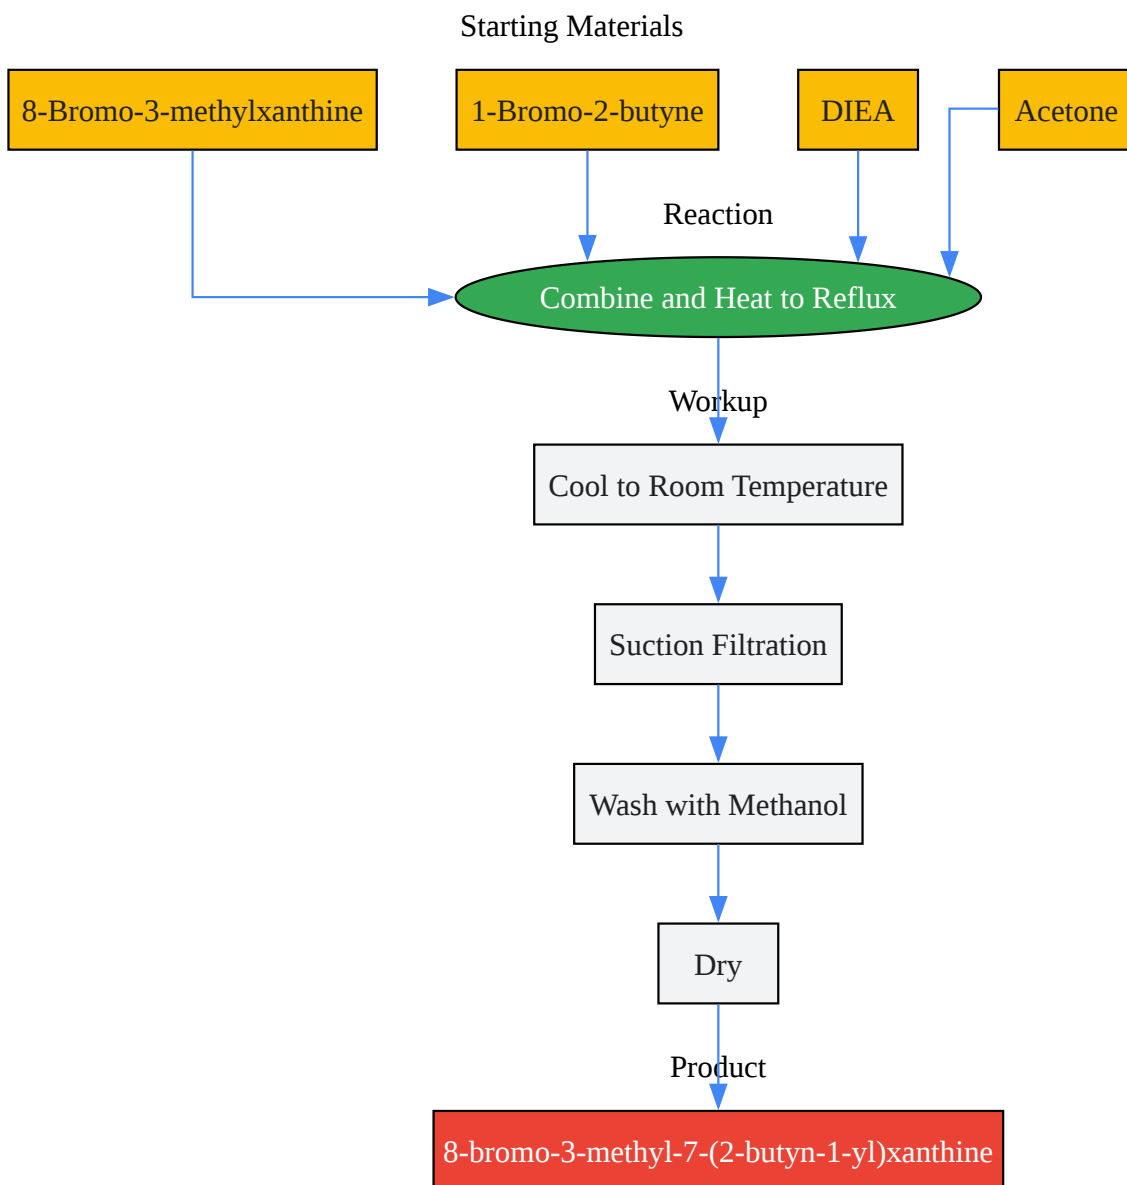 Starting Materials
8-Bromo-3-methylxanthine
1-Bromo-2-butyne
DIEA
Acetone
Reaction
Combine and Heat to Reflux
Workup
Cool to Room Temperature
Suction Filtration
Wash with Methanol
Dry
Product
8-bromo-3-methyl-7-(2-butyn-1-yl)xanthine